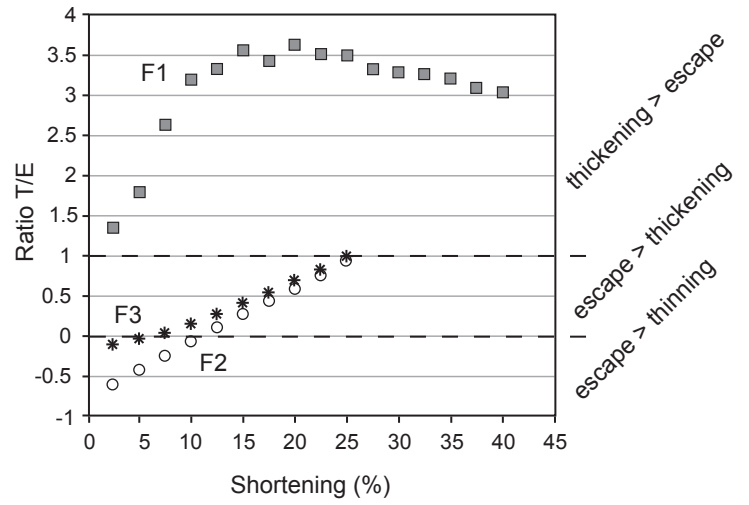 4
3.5
3
2.5
2
1.5
1
0.5
0
-0.5
-1
Ratio T/E
F1
F3
F2
0 5 10 15 20 25 30 35 40 45
Shortening (%)
thickening > escape
escape > thickening
escape > thinning